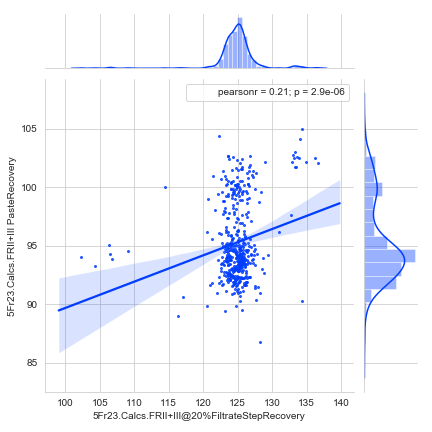 pearsonr = 0.21; p = 2.9e-06
105
100
95
90
85
5Fr23.Calcs.FRII+III PasteRecovery
100 105 110 115 120 125 130 135 140
5Fr23.Calcs.FRII+III@20%FiltrateStepRecovery